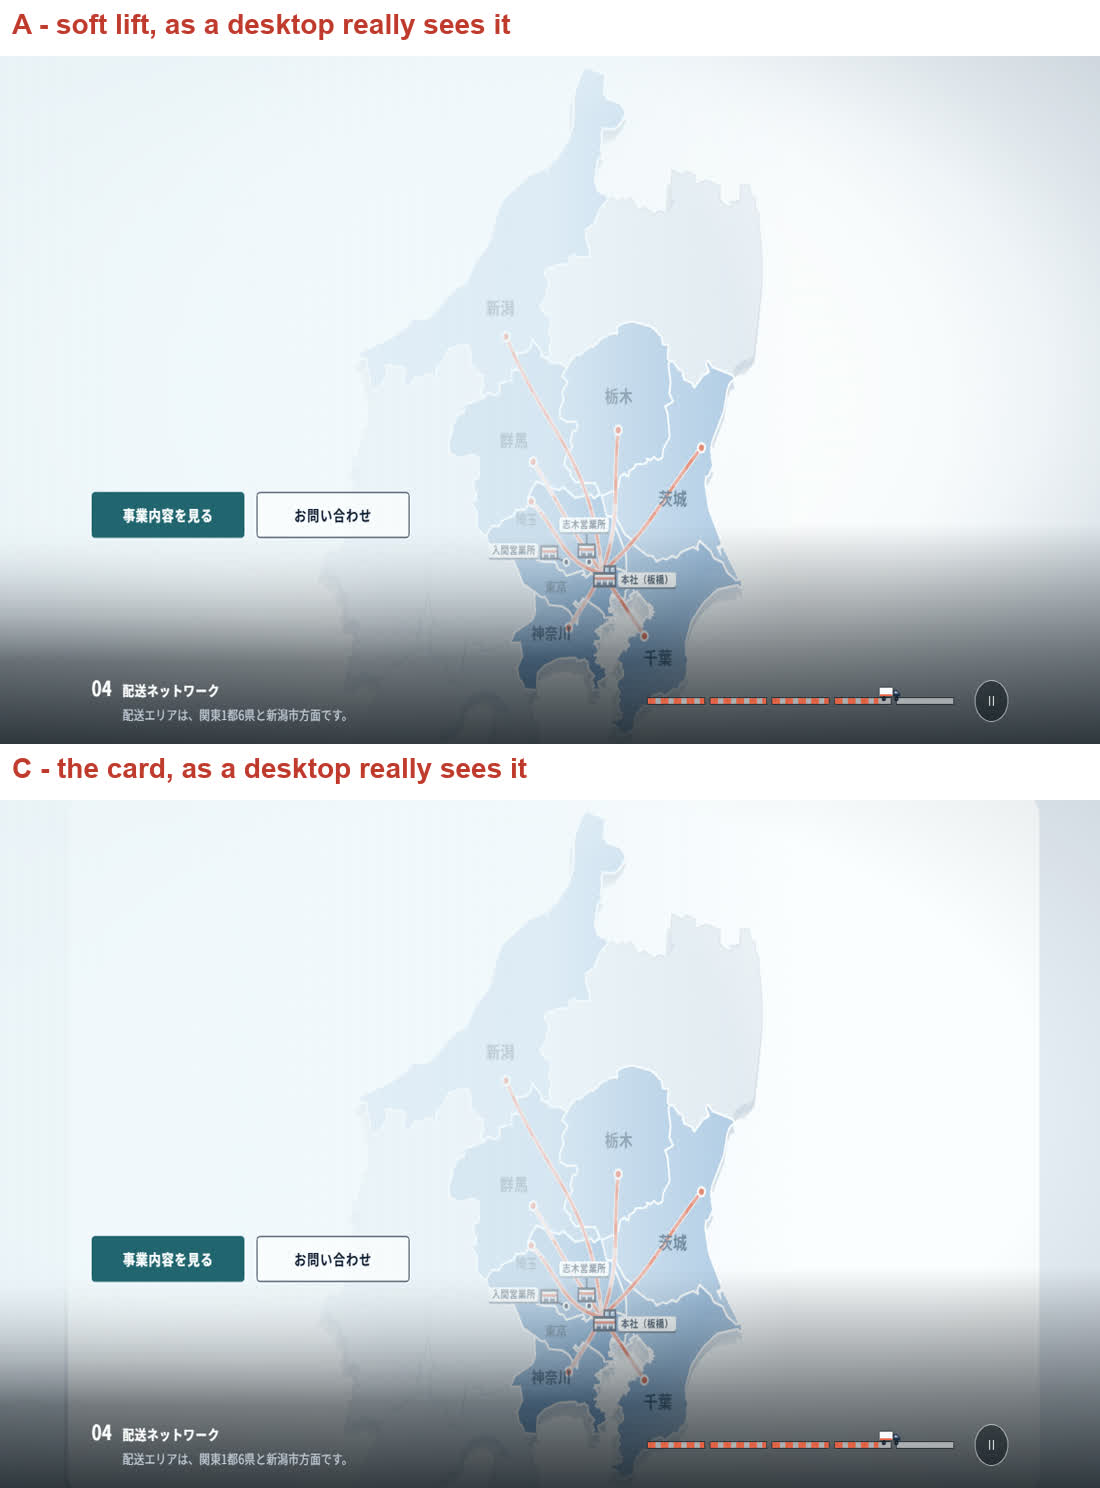 A - soft lift, as a desktop really sees it
新潟
栃木
群馬
茨城
埼玉
志木営業所
入間営業所
本社（板橋）
東京
神奈川
千葉
事業内容を見る
お問い合わせ
04 配送ネットワーク
配送エリアは、関東1都6県と新潟市方面です。
C - the card, as a desktop really sees it
新潟
栃木
群馬
茨城
埼玉
志木営業所
入間営業所
本社（板橋）
東京
神奈川
千葉
事業内容を見る
お問い合わせ
04 配送ネットワーク
配送エリアは、関東1都6県と新潟市方面です。